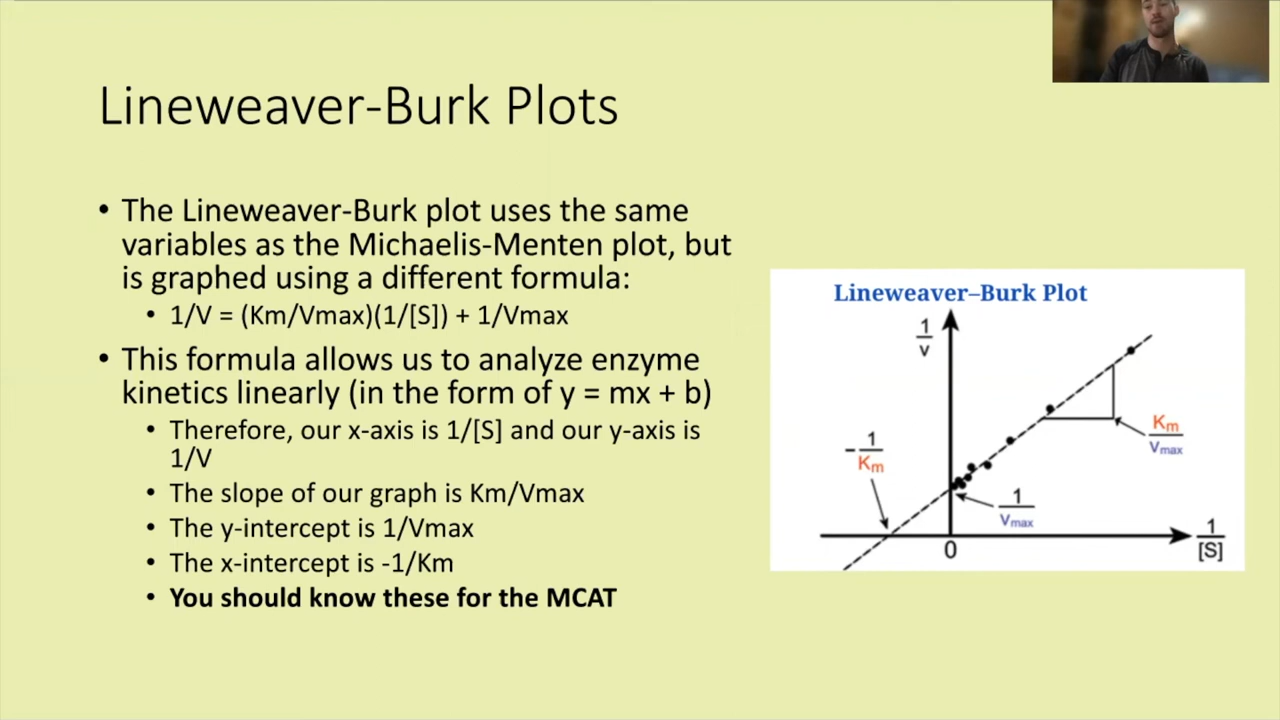 Lineweaver-Burk Plots
• The Lineweaver-Burk plot uses the same
variables as the Michaelis-Menten plot, but
is graphed using a different formula:
• 1/V = (Km/Vmax)(1/[S]) + 1/Vmax
• This formula allows us to analyze enzyme
kinetics linearly (in the form of y = mx + b)
• Therefore, our x-axis is 1/[S] and our y-axis is
1/V
• The slope of our graph is Km/Vmax
• The y-intercept is 1/Vmax
• The x-intercept is -1/Km
• You should know these for the MCAT
Lineweaver–Burk Plot
1
v
Km
Vmax
- 1
Km
1
Vmax
0
1
[S]